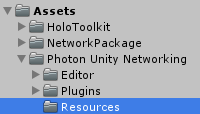 Assets
HoloToolkit
NetworkPackage
Photon Unity Networking
Editor
Plugins
Resources